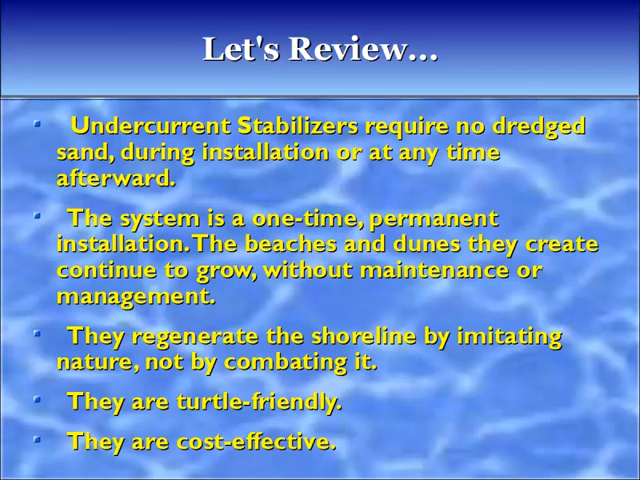 Let's Review…
Undercurrent Stabilizers require no dredged
sand, during installation or at any time
afterward.
The system is a one-time, permanent
installation. The beaches and dunes they create
continue to grow, without maintenance or
management.
They regenerate the shoreline by imitating
nature, not by combating it.
They are turtle-friendly.
They are cost-effective.